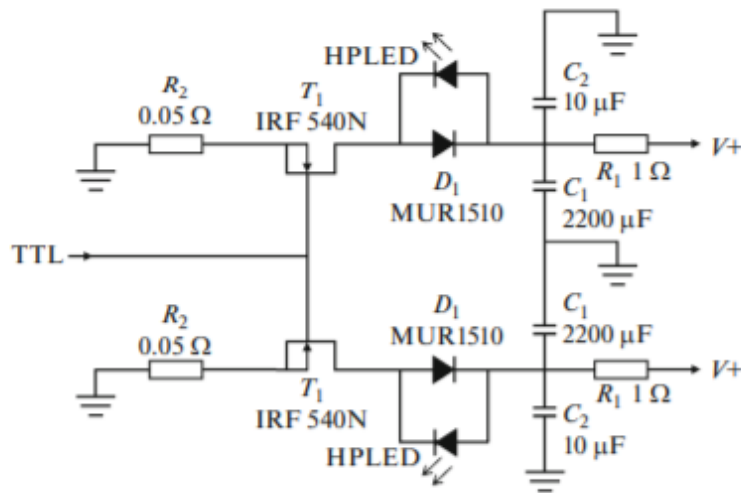 HPLED
R2
0.05 Ω
T1
IRF 540N
C2
10 μF
V+
R1 1 Ω
D1
MUR1510
C1
2200 μF
TTL
R2
0.05 Ω
D1
MUR1510
C1
2200 μF
V+
R1 1 Ω
T1
IRF 540N
HPLED
C2
10 μF